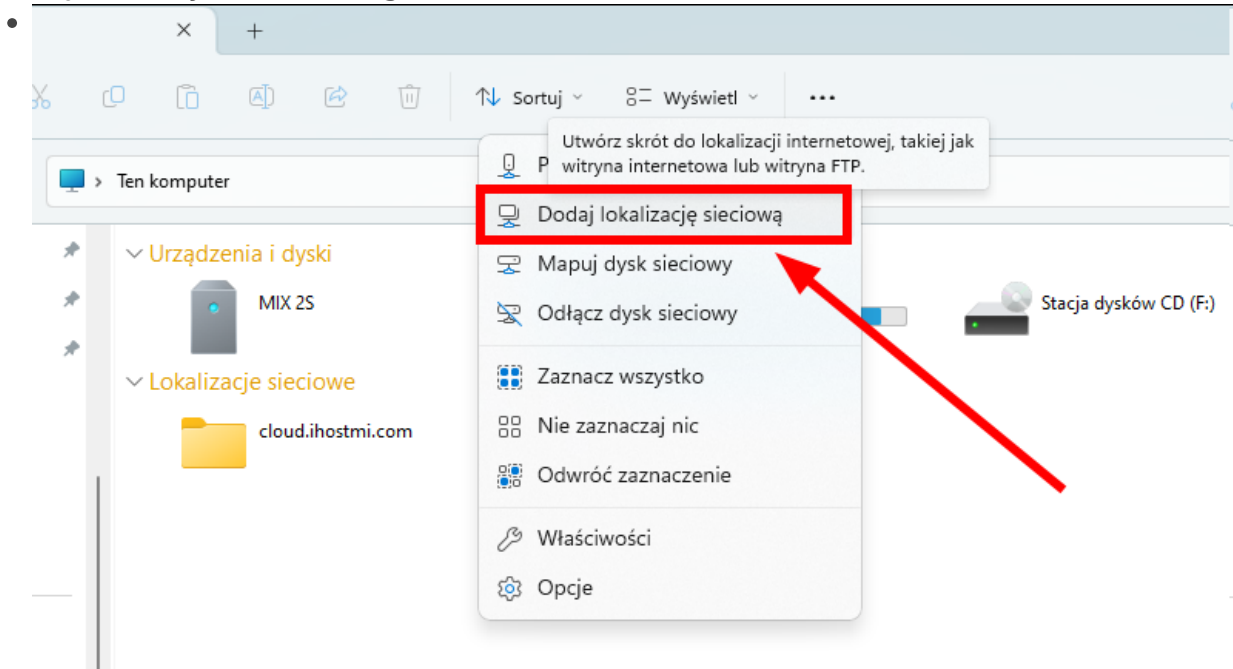 Sortuj
Wyświetl
Utwórz skrót do lokalizacji internetowej, takiej jak
witryna internetowa lub witryna FTP.
Ten komputer
Dodaj lokalizację sieciową
Urządzenia i dyski
Mapuj dysk sieciowy
MIX 2S
Odłącz dysk sieciowy
Stacja dysków CD (F:)
Lokalizacje sieciowe
Zaznacz wszystko
cloud.ihostmi.com
Nie zaznaczaj nic
Odwróć zaznaczenie
Właściwości
Opcje